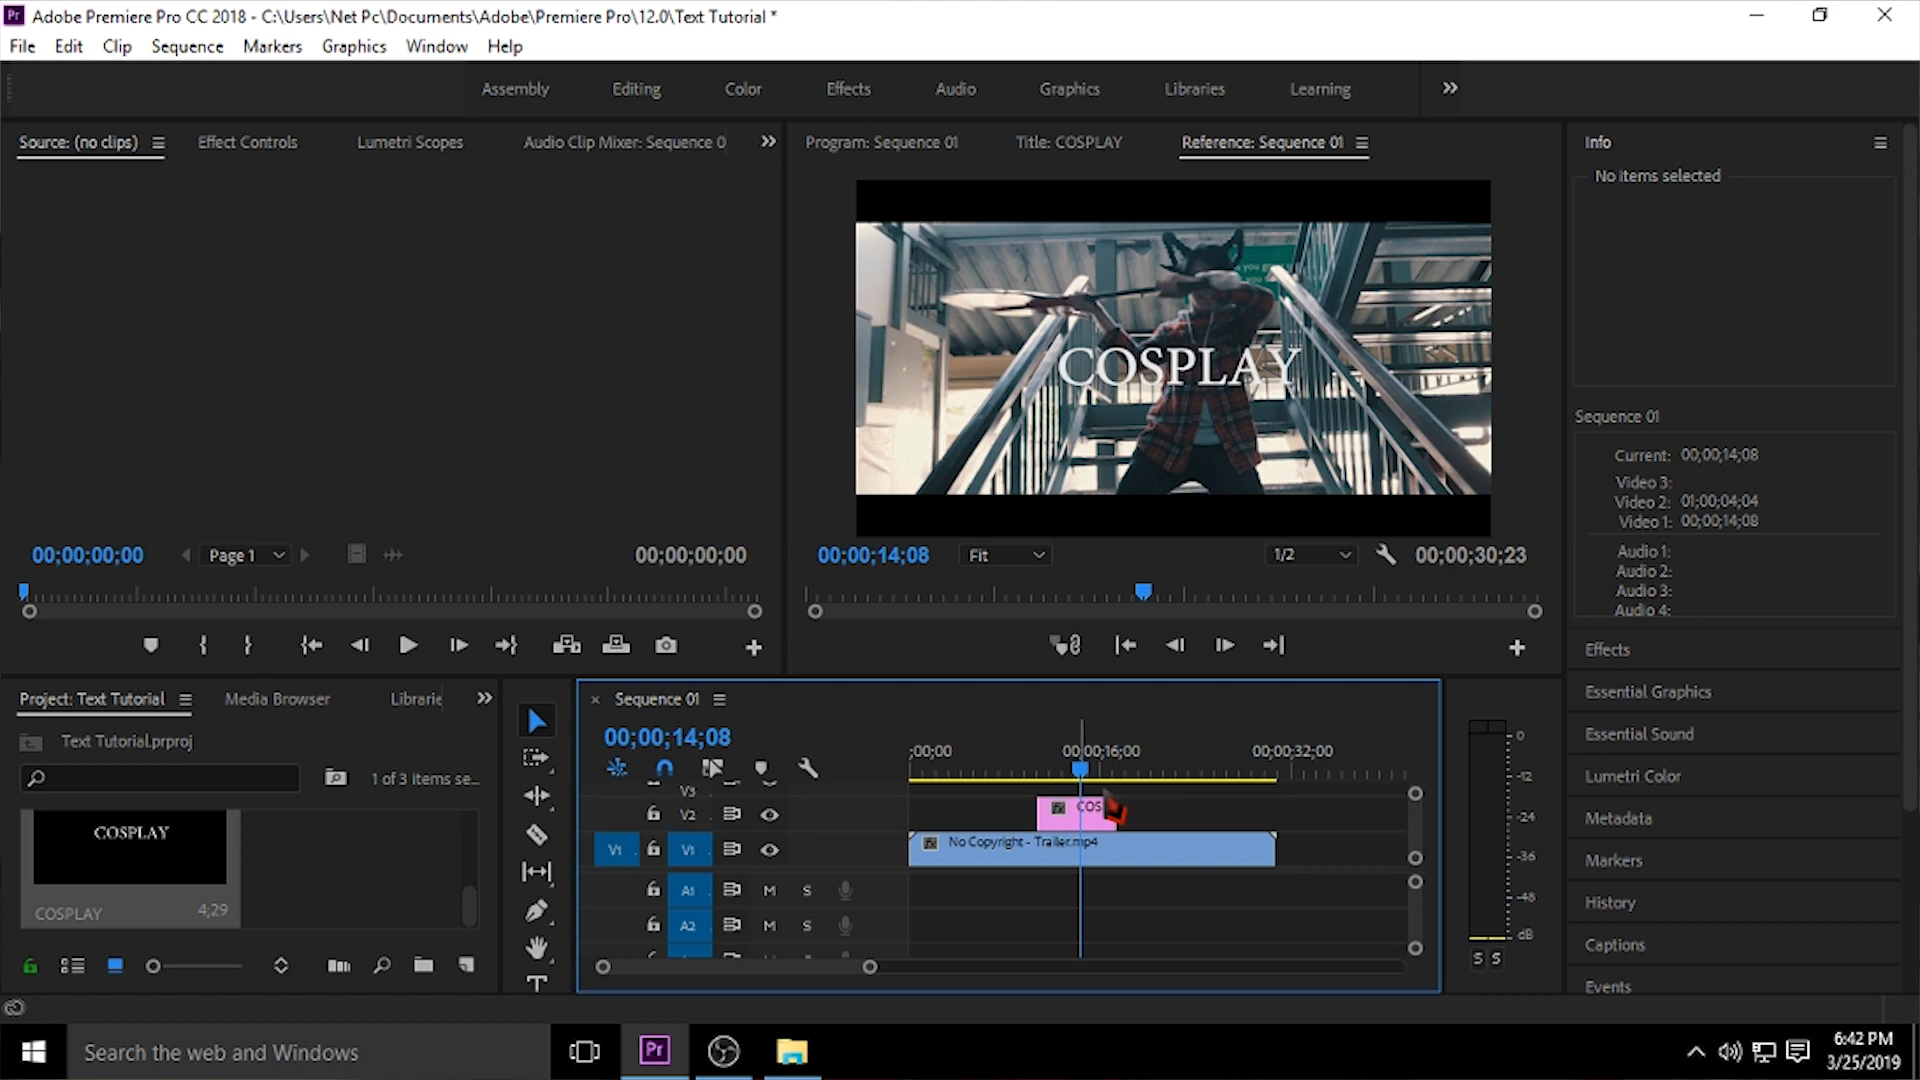 Adobe Premiere Pro CC 2018 - C:\Users\Net Pc\Documents\Adobe\Premiere Pro\12.0\Text Tutorial *
File Edit Clip Sequence Markers Graphics Window Help
Assembly Editing Color Effects Audio Graphics Libraries Learning
Source: (no clips) Effect Controls Lumetri Scopes Audio Clip Mixer: Sequence 0
Program: Sequence 01 Title: COSPLAY Reference: Sequence 01
Info
No items selected
COSPLAY
Sequence 01
Current: 00;00;14;08
Video 3:
Video 2: 01;00;04;04
Video 1: 00;00;14;08
Audio 1:
Audio 2:
Audio 3:
Audio 4:
00;00;00;00 Page 1 00;00;00;00
00;00;14;08 Fit 1/2 00;00;30;23
Effects
Essential Graphics
Essential Sound
Lumetri Color
Metadata
Markers
History
Captions
Events
Project: Text Tutorial Media Browser Librarie
Text Tutorial.prproj
1 of 3 items se...
COSPLAY
COSPLAY 4;29
Sequence 01
00;00;14;08
;00;00 00;00;16;00 00;00;32;00
V3
V2 COS
V1 V1 No Copyright - Trailer.mp4
A1 M S
A2 M S
0
-12
-24
-36
-48
dB
S S
Search the web and Windows
Pr
6:42 PM
3/25/2019